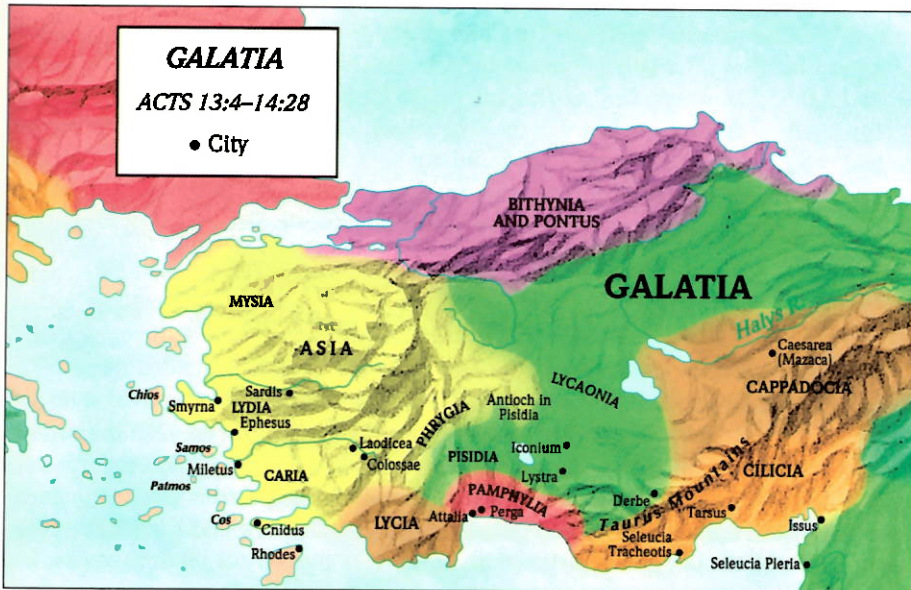 GALATIA
ACTS 13:4–14:28
• City
BITHYNIA
AND PONTUS
GALATIA
Halys R.
MYSIA
ASIA
Caesarea
(Mazaca)
CAPPADOCIA
LYCAONIA
Chios
Smyrna
Sardis
LYDIA
Ephesus
PHRYGIA
Antioch in
Pisidia
Samos
Miletus
Laodicea
Colossae
PISIDIA
Iconium
Lystra
Patmos
CARIA
PAMPHYLIA
Derbe
Taurus Mountains
CILICIA
Tarsus
Cos
Cnidus
LYCIA
Attalia
Perga
Issus
Rhodes
Seleucia
Tracheotis
Seleucia Pieria